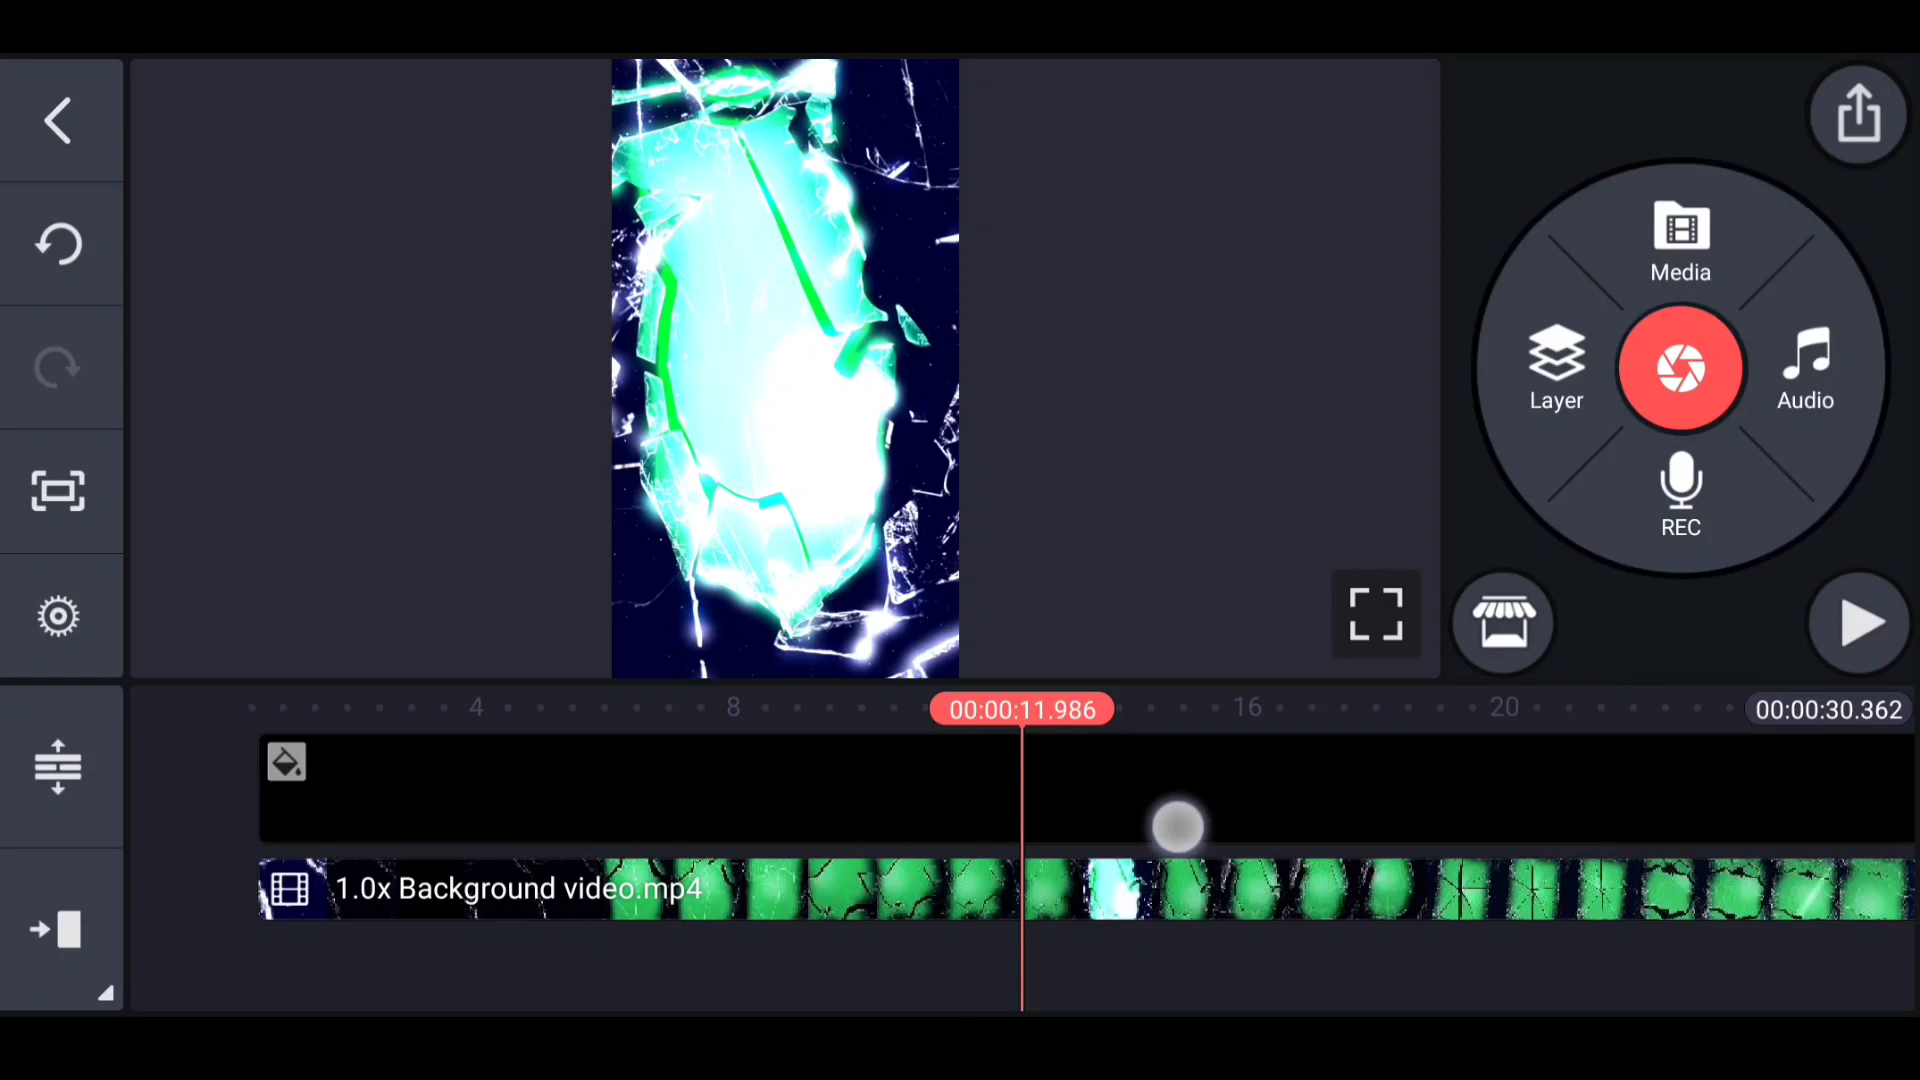 Media
Layer
Audio
REC
4
8
00:00:11.986
16
20
00:00:30.362
1.0x Background video.mp4